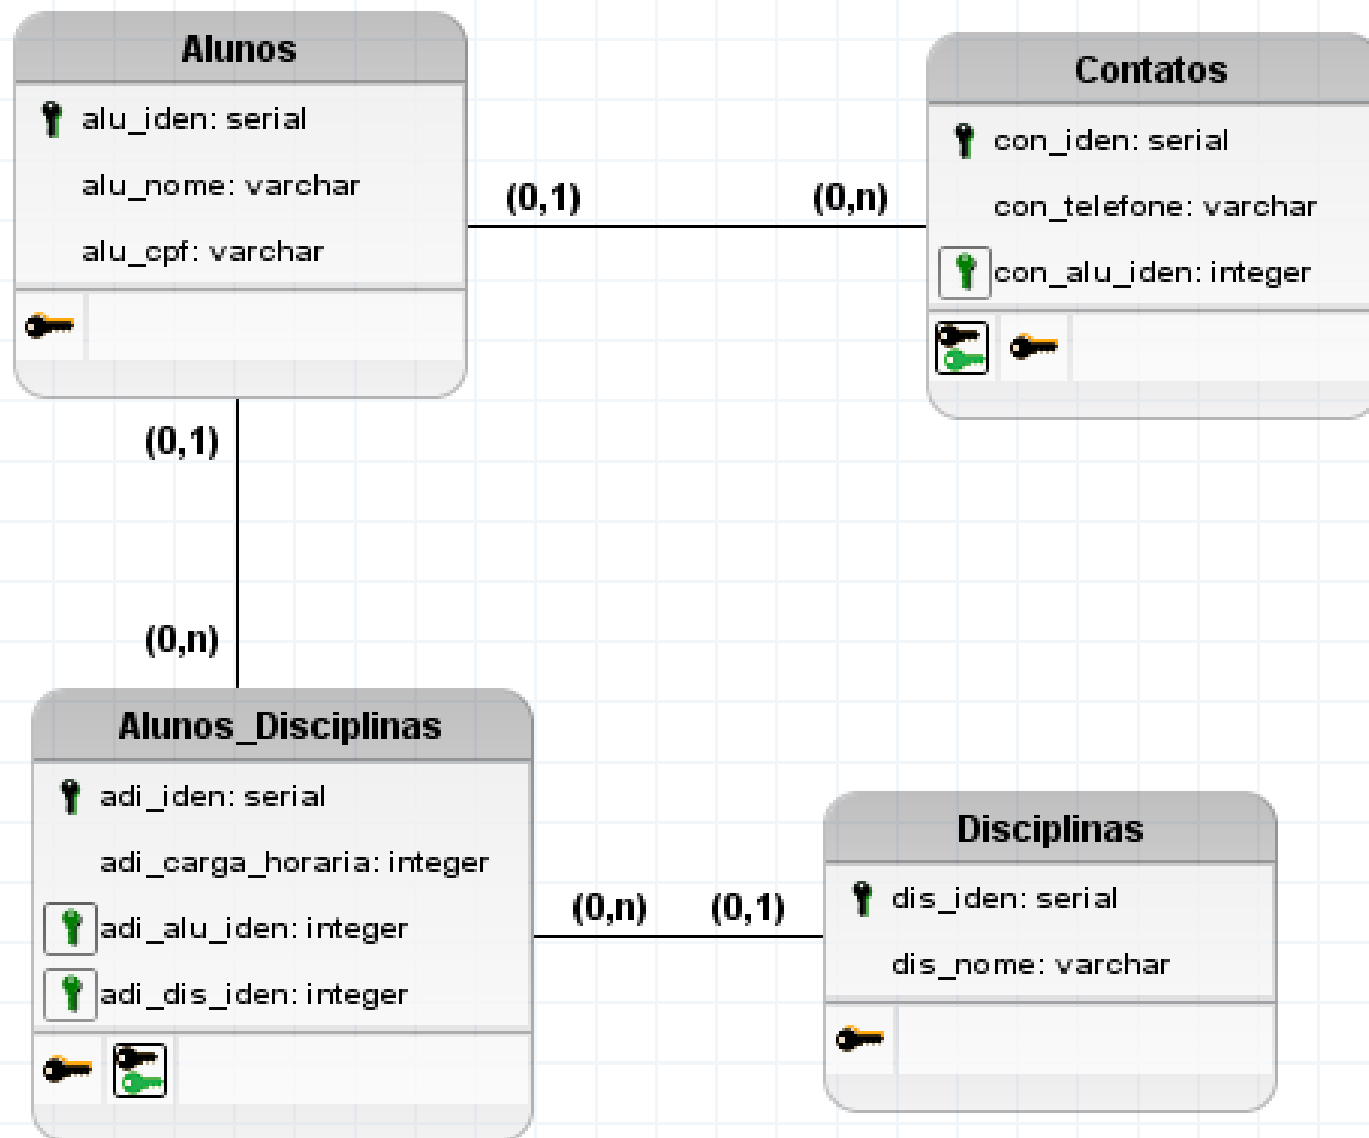 Alunos
alu_iden: serial
alu_nome: varchar
alu_cpf: varchar
Contatos
con_iden: serial
con_telefone: varchar
con_alu_iden: integer
(0,1)
(0,n)
(0,1)
(0,n)
Alunos_Disciplinas
adi_iden: serial
adi_carga_horaria: integer
adi_alu_iden: integer
adi_dis_iden: integer
(0,n)
(0,1)
Disciplinas
dis_iden: serial
dis_nome: varchar